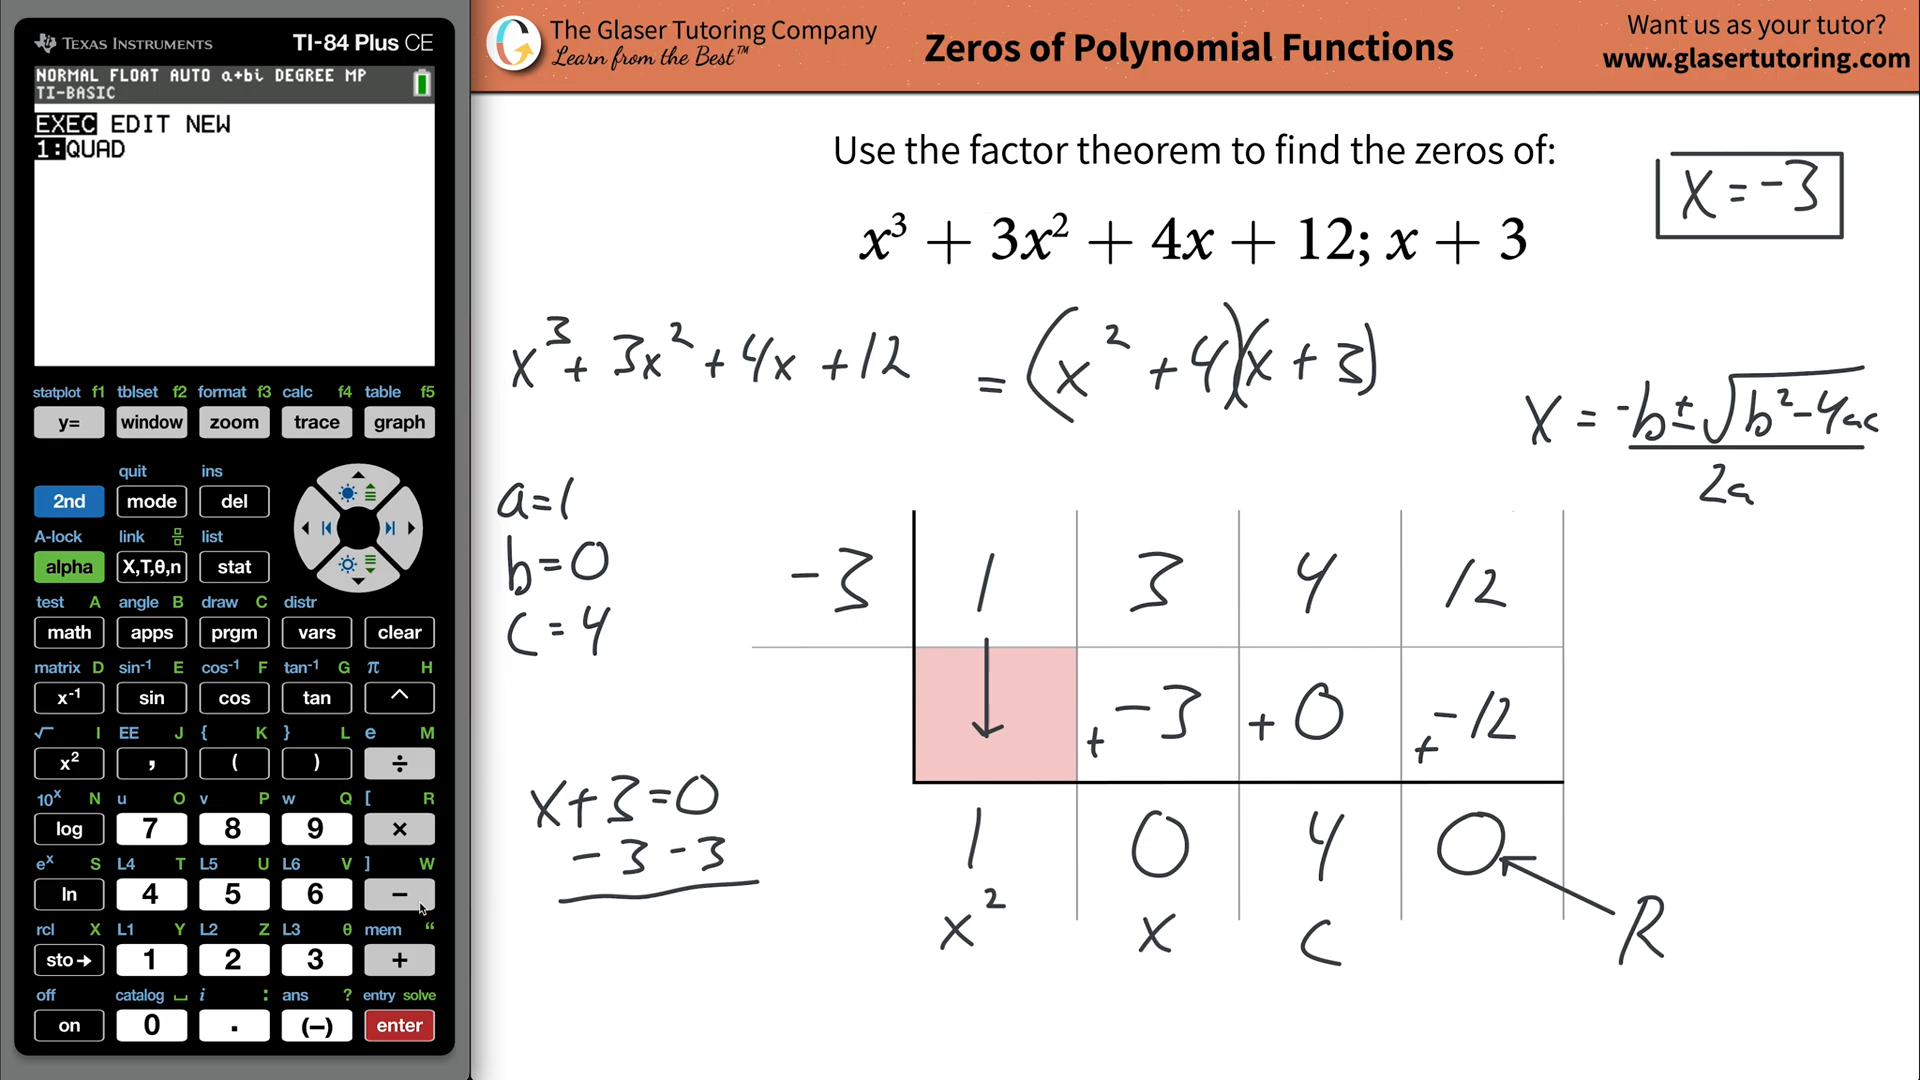 TEXAS INSTRUMENTS TI-84 Plus CE
NORMAL FLOAT AUTO a+bi DEGREE MP
TI-BASIC
EXEC EDIT NEW
1:QUAD
statplot f1 tblset f2 format f3 calc f4 table f5
y= window zoom trace graph
quit ins
2nd mode del
A-lock link list
alpha X,T,θ,n stat
test A angle B draw C distr
math apps prgm vars clear
matrix D sin⁻¹ E cos⁻¹ F tan⁻¹ G π H
x⁻¹ sin cos tan ^
√ I EE J { K } L e M
x² , ( ) ÷
10ˣ N u O v P w Q [ R
log 7 8 9 ×
eˣ S L4 T L5 U L6 V ] W
ln 4 5 6 −
rcl X L1 Y L2 Z L3 θ mem “
sto→ 1 2 3 +
off catalog ␣ i : ans ? entry solve
on 0 . (−) enter
The Glaser Tutoring Company
Learn from the Best™
Zeros of Polynomial Functions
Want us as your tutor?
www.glasertutoring.com
Use the factor theorem to find the zeros of:
x³ + 3x² + 4x + 12; x + 3
x = -3
x³ + 3x² + 4x + 12 = (x² + 4)(x + 3)
x = -b ± √b²-4ac
2a
a=1
b=0
c=4
-3 1 3 4 12
+ -3 + 0 + -12
1 0 4 0
x² x c R
x+3=0
-3 -3